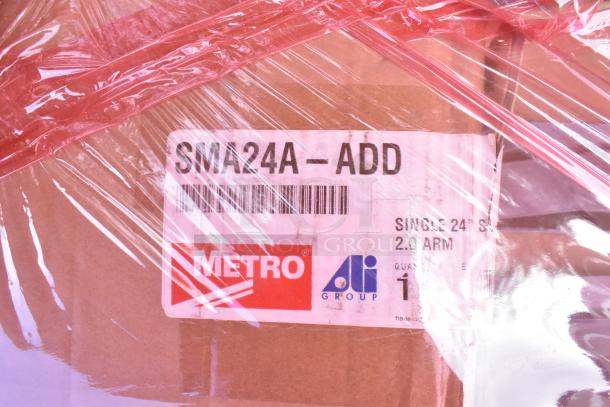 SMA24A – ADD
SINGLE 24" S
2.0 ARM
METRO
Ali
GROUP
1